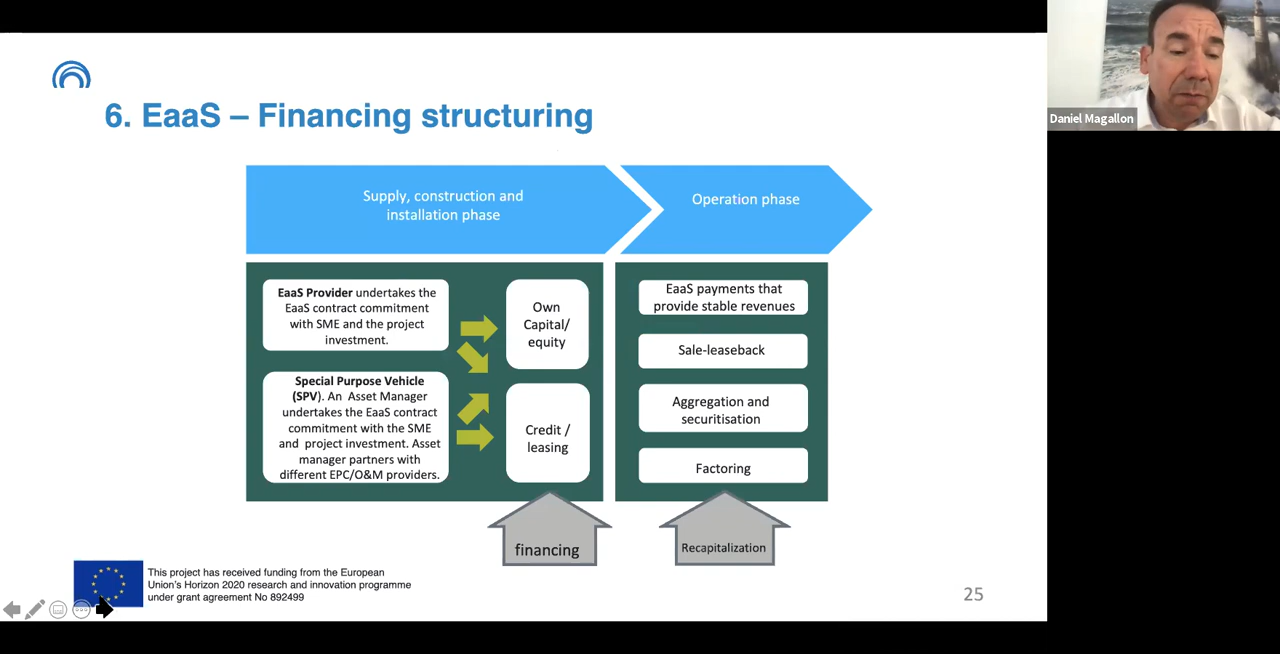 6. EaaS – Financing structuring
Daniel Magallon
Supply, construction and
installation phase
Operation phase
EaaS Provider undertakes the
EaaS contract commitment
with SME and the project
investment.
Special Purpose Vehicle
(SPV). An Asset Manager
undertakes the EaaS contract
commitment with the SME
and project investment. Asset
manager partners with
different EPC/O&M providers.
Own
Capital/
equity
Credit /
leasing
EaaS payments that
provide stable revenues
Sale-leaseback
Aggregation and
securitisation
Factoring
financing
Recapitalization
This project has received funding from the European
Union's Horizon 2020 research and innovation programme
under grant agreement No 892499
25